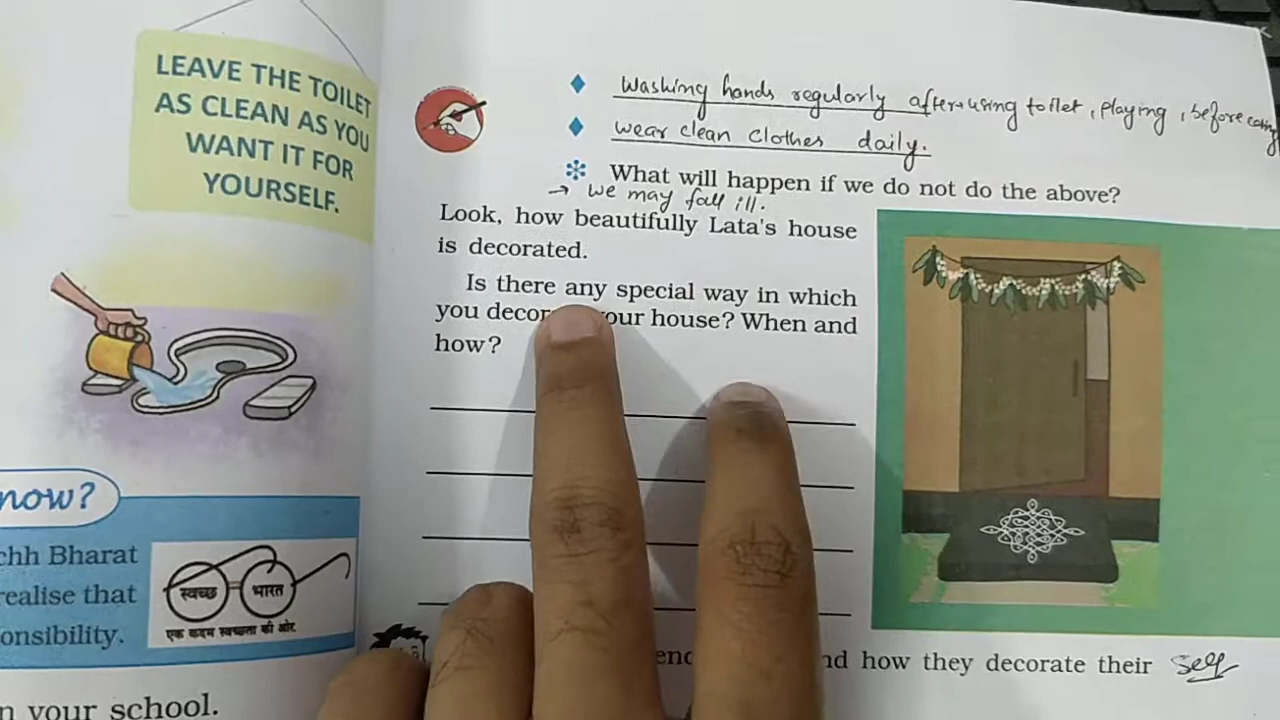 LEAVE THE TOILET
AS CLEAN AS YOU
WANT IT FOR
YOURSELF.
now?
chh Bharat
realise that
onsibility.
स्वच्छ भारत
एक कदम स्वच्छता की ओर
n your school.
Washing hands regularly after using toilet, playing, before eating
wear clean clothes daily.
What will happen if we do not do the above?
→ we may fall ill.
Look, how beautifully Lata's house
is decorated.
Is there any special way in which
you decor our house? When and
how?
end nd how they decorate their self